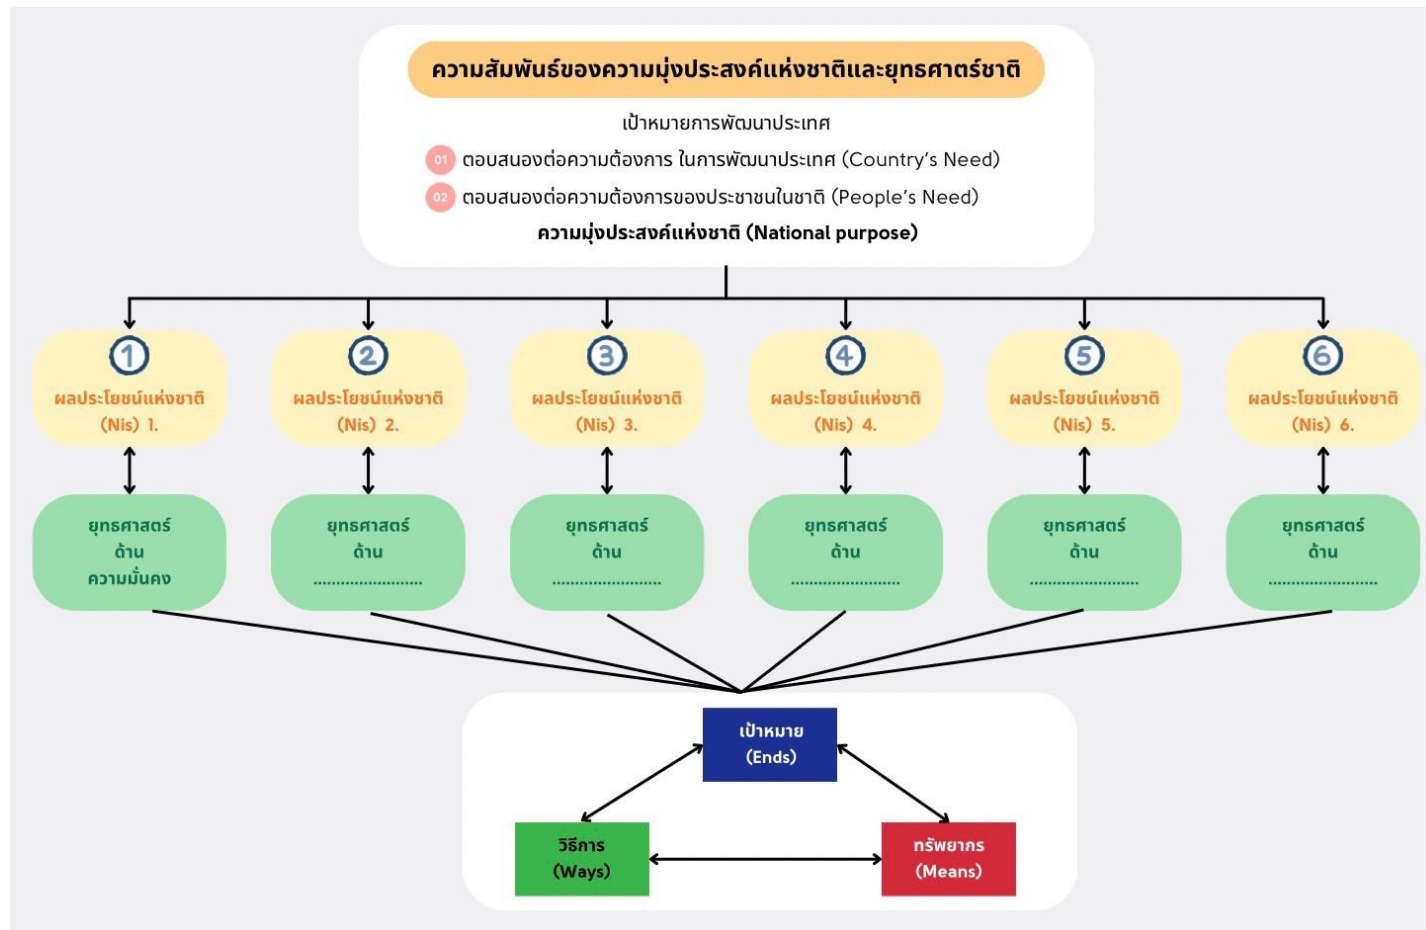 ความสัมพันธ์ของความมุ่งประสงค์แห่งชาติและยุทธศาตร์ชาติ
เป้าหมายการพัฒนาประเทศ
01 ตอบสนองต่อความต้องการ ในการพัฒนาประเทศ (Country's Need)
02 ตอบสนองต่อความต้องการของประชาชนในชาติ (People's Need)
ความมุ่งประสงค์แห่งชาติ (National purpose)
1
ผลประโยชน์แห่งชาติ
(Nis) 1.
2
ผลประโยชน์แห่งชาติ
(Nis) 2.
3
ผลประโยชน์แห่งชาติ
(Nis) 3.
4
ผลประโยชน์แห่งชาติ
(Nis) 4.
5
ผลประโยชน์แห่งชาติ
(Nis) 5.
6
ผลประโยชน์แห่งชาติ
(Nis) 6.
ยุทธศาสตร์
ด้าน
ความมั่นคง
ยุทธศาสตร์
ด้าน
........................
ยุทธศาสตร์
ด้าน
........................
ยุทธศาสตร์
ด้าน
........................
ยุทธศาสตร์
ด้าน
........................
ยุทธศาสตร์
ด้าน
........................
เป้าหมาย
(Ends)
วิธีการ
(Ways)
ทรัพยากร
(Means)